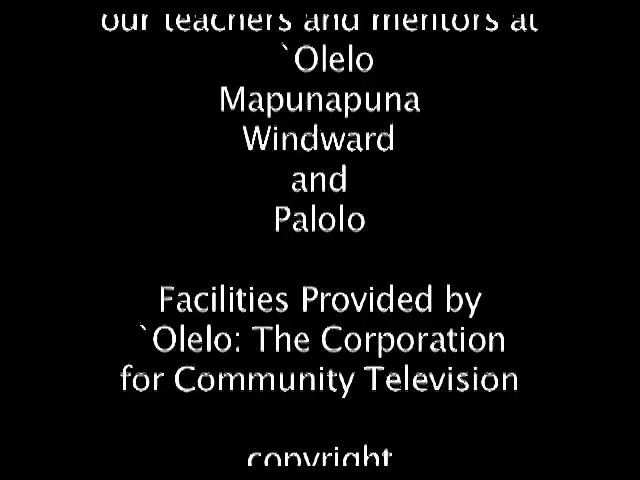 our teachers and mentors at
`Olelo
Mapunapuna
Windward
and
Palolo
Facilities Provided by
`Olelo: The Corporation
for Community Television
copyright